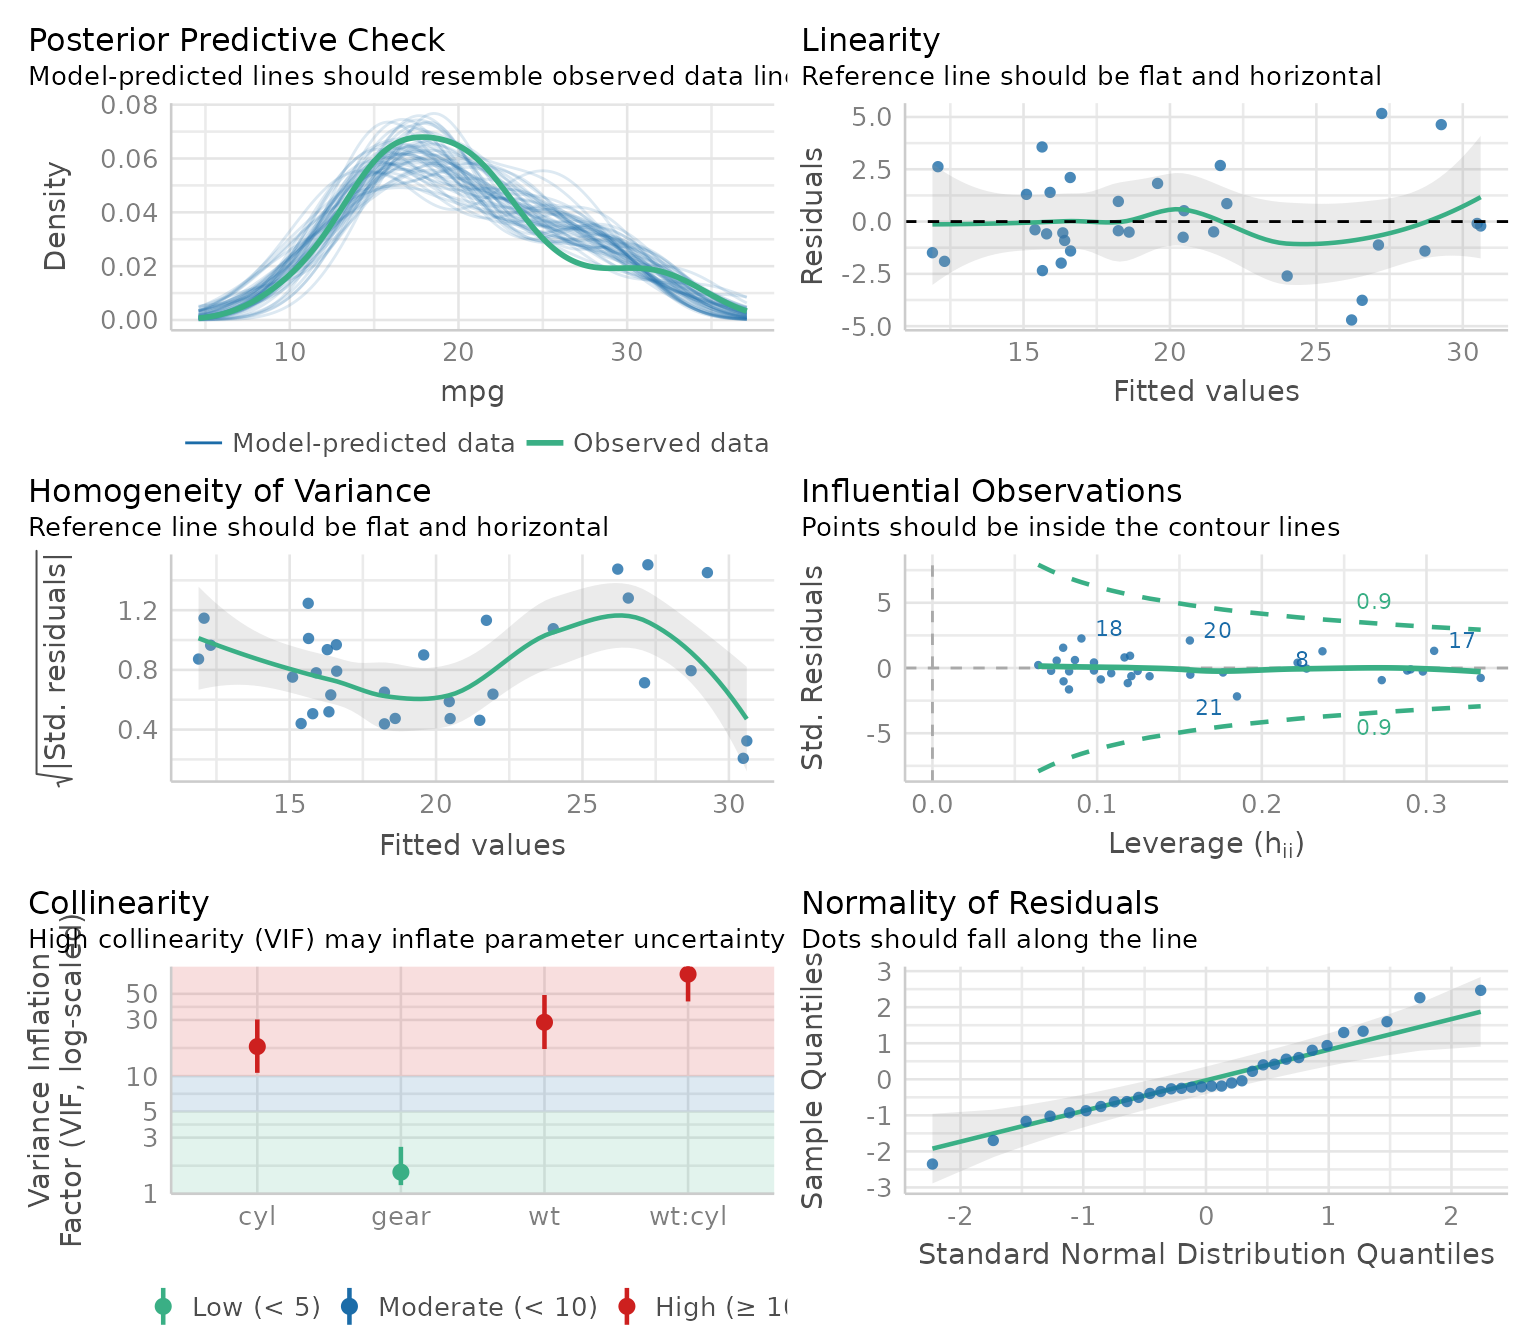 Posterior Predictive Check
Model-predicted lines should resemble observed data
Density
0.08
0.06
0.04
0.02
0.00
10
20
30
mpg
Model-predicted data
Observed data
Linearity
Reference line should be flat and horizontal
Residuals
5.0
2.5
0.0
-2.5
-5.0
15
20
25
30
Fitted values
Homogeneity of Variance
Reference line should be flat and horizontal
√|Std. residuals|
1.2
0.8
0.4
15
20
25
30
Fitted values
Influential Observations
Points should be inside the contour lines
Std. Residuals
5
0
-5
0.9
18
20
17
8
21
0.9
0.0
0.1
0.2
0.3
Leverage (hii)
Collinearity
High collinearity (VIF) may inflate parameter uncertainty
Variance Inflation
Factor (VIF, log-scaled)
50
30
10
5
3
1
cyl
gear
wt
wt:cyl
Low (< 5)
Moderate (< 10)
High (≥
Normality of Residuals
Dots should fall along the line
Sample Quantiles
3
2
1
0
-1
-2
-3
-2
-1
0
1
2
Standard Normal Distribution Quantiles